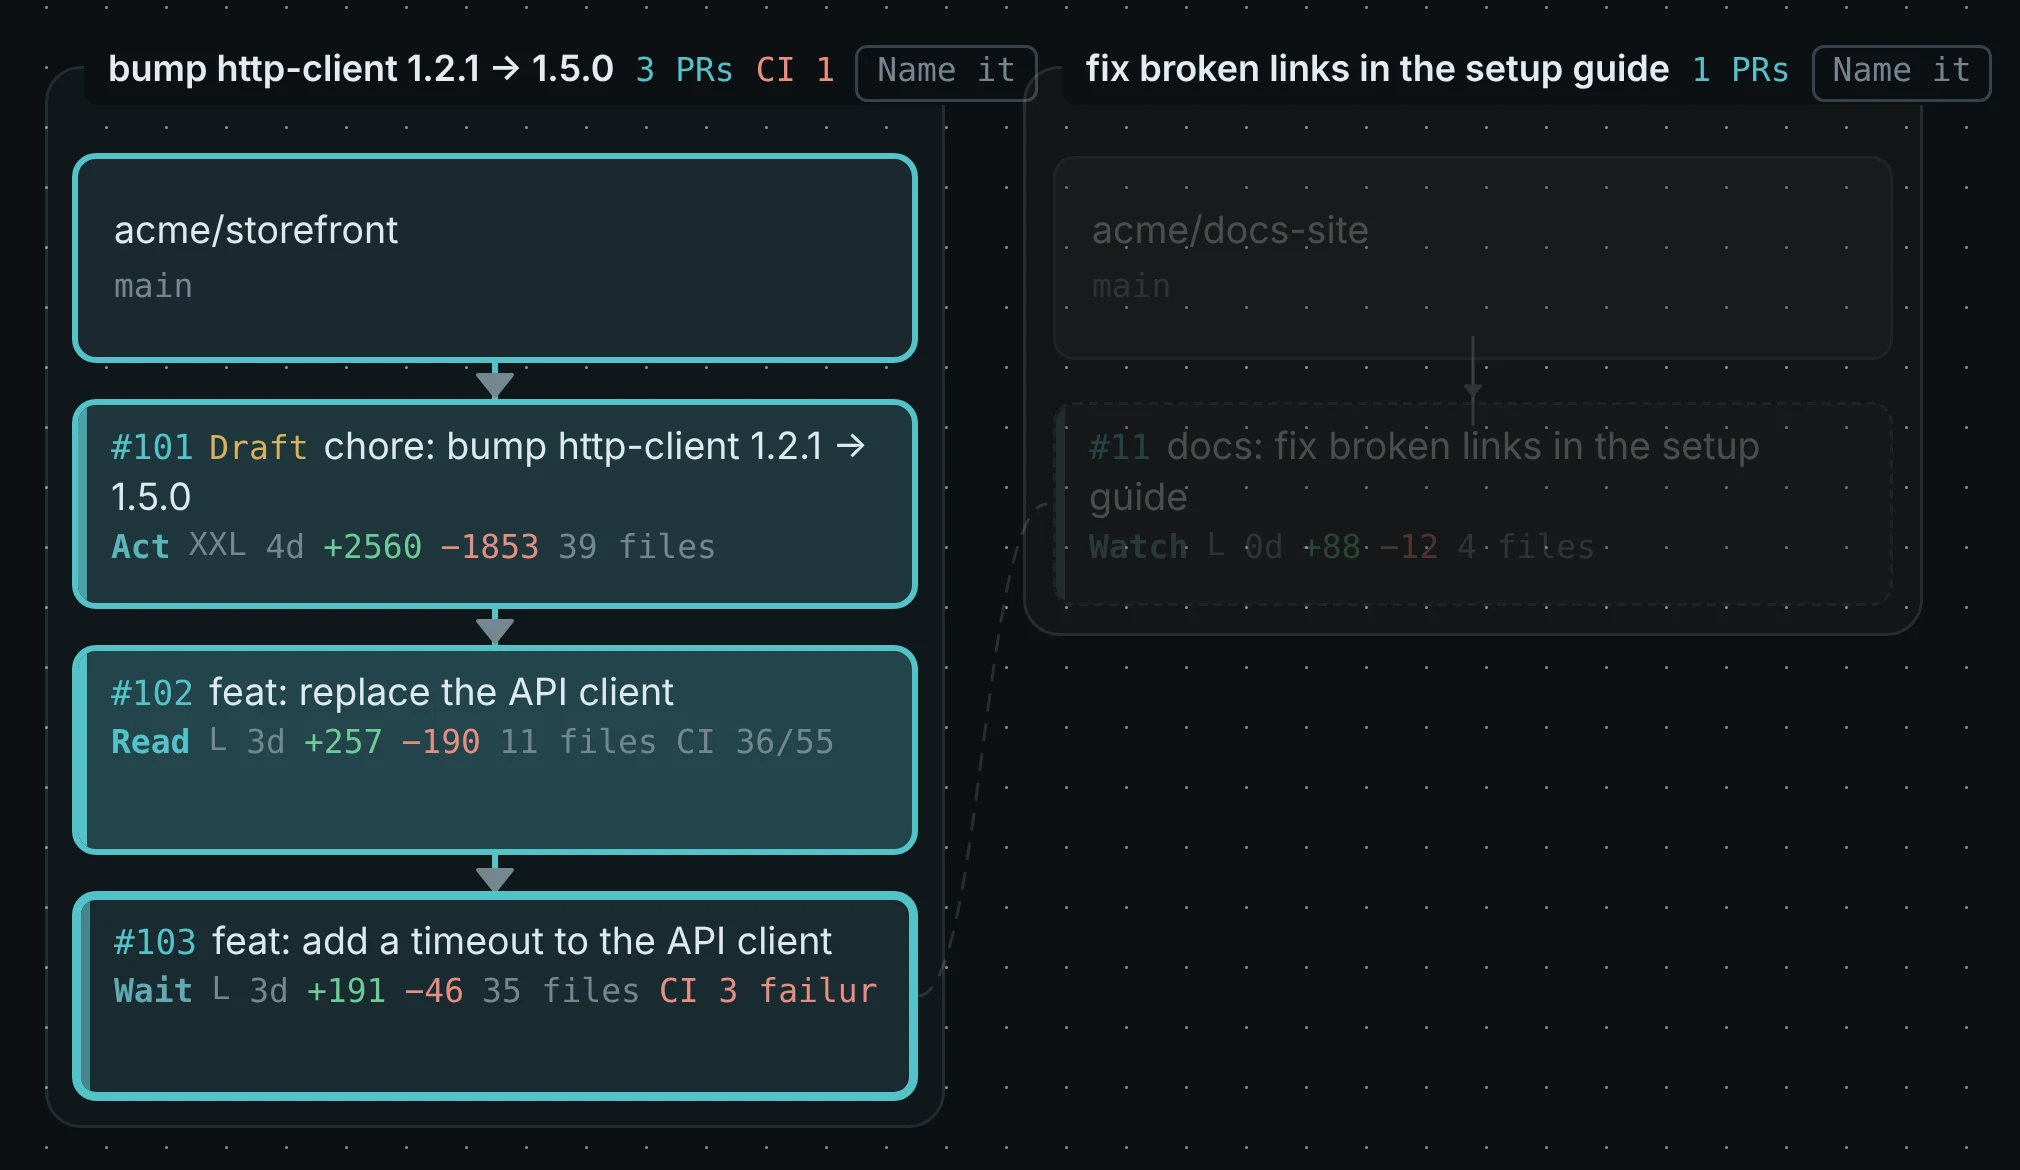 bump http-client 1.2.1 → 1.5.0 3 PRs CI 1 Name it
acme/storefront
main
#101 Draft chore: bump http-client 1.2.1 →
1.5.0
Act XXL 4d +2560 −1853 39 files
#102 feat: replace the API client
Read L 3d +257 −190 11 files CI 36/55
#103 feat: add a timeout to the API client
Wait L 3d +191 −46 35 files CI 3 failur
fix broken links in the setup guide 1 PRs Name it
acme/docs-site
main
#11 docs: fix broken links in the setup
guide
Watch L 0d +88 −12 4 files